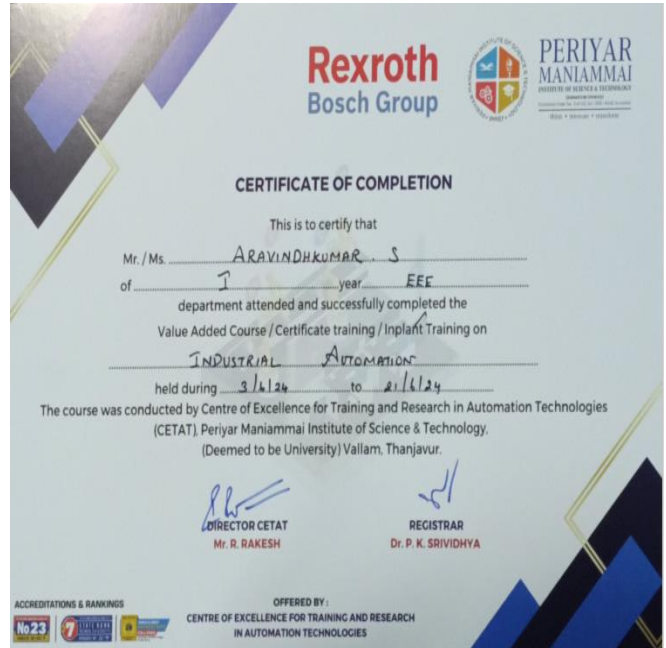 Rexroth
Bosch Group
PERIYAR
MANIAMMAI
INSTITUTE OF SCIENCE & TECHNOLOGY
CERTIFICATE OF COMPLETION
This is to certify that
Mr. / Ms. ARAVINDHKUMAR . S
of I year EEE
department attended and successfully completed the
Value Added Course / Certificate training / Inplant Training on
INDUSTRIAL AUTOMATION
held during 3/6/24 to 21/6/24
The course was conducted by Centre of Excellence for Training and Research in Automation Technologies
(CETAT), Periyar Maniammai Institute of Science & Technology,
(Deemed to be University) Vallam, Thanjavur.
DIRECTOR CETAT
Mr. R. RAKESH
REGISTRAR
Dr. P. K. SRIVIDHYA
ACCREDITATIONS & RANKINGS
No 23
OFFERED BY :
CENTRE OF EXCELLENCE FOR TRAINING AND RESEARCH
IN AUTOMATION TECHNOLOGIES